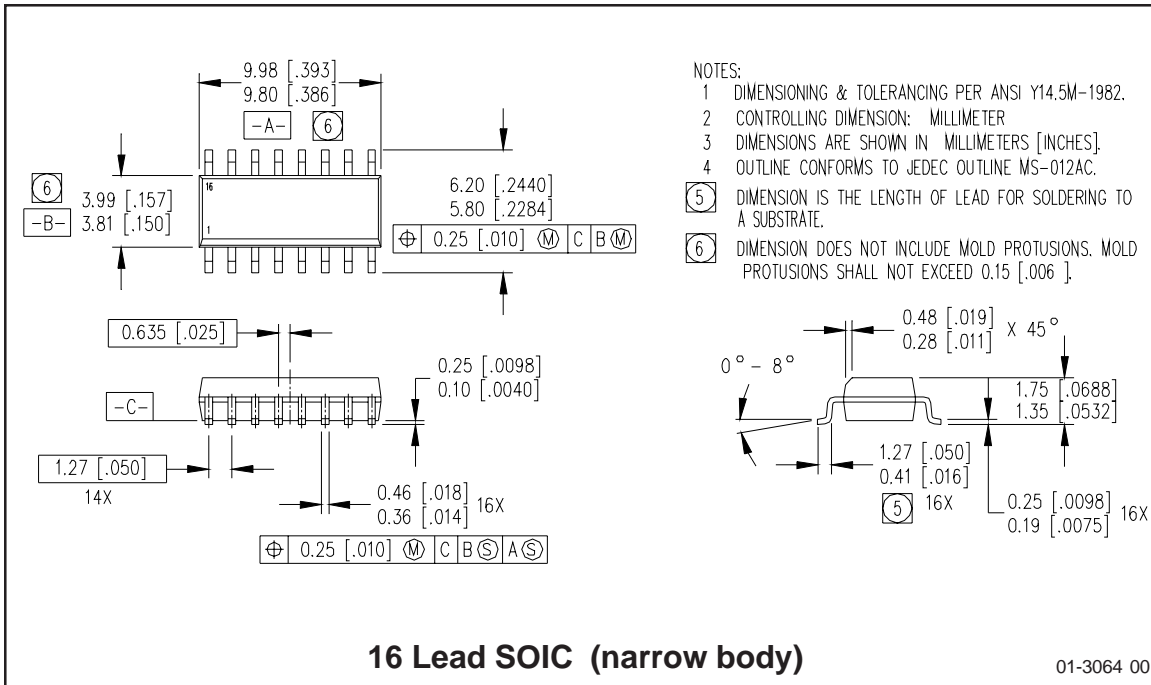 9.98 [.393]
9.80 [.386]
-A- 6
6
3.99 [.157]
-B- 3.81 [.150]
16
1
6.20 [.2440]
5.80 [.2284]
⌖ 0.25 [.010] Ⓜ C B Ⓜ
NOTES:
1 DIMENSIONING & TOLERANCING PER ANSI Y14.5M-1982.
2 CONTROLLING DIMENSION: MILLIMETER
3 DIMENSIONS ARE SHOWN IN MILLIMETERS [INCHES].
4 OUTLINE CONFORMS TO JEDEC OUTLINE MS-012AC.
5 DIMENSION IS THE LENGTH OF LEAD FOR SOLDERING TO
A SUBSTRATE.
6 DIMENSION DOES NOT INCLUDE MOLD PROTUSIONS. MOLD
PROTUSIONS SHALL NOT EXCEED 0.15 [.006 ].
0.635 [.025]
0.25 [.0098]
0.10 [.0040]
-C-
1.27 [.050]
14X
0.46 [.018]
0.36 [.014] 16X
⌖ 0.25 [.010] Ⓜ C B Ⓢ A Ⓢ
0.48 [.019]
0.28 [.011] X 45°
0° - 8°
1.75 [.0688]
1.35 [.0532]
1.27 [.050]
0.41 [.016]
5 16X
0.25 [.0098]
0.19 [.0075] 16X
16 Lead SOIC (narrow body)
01-3064 00